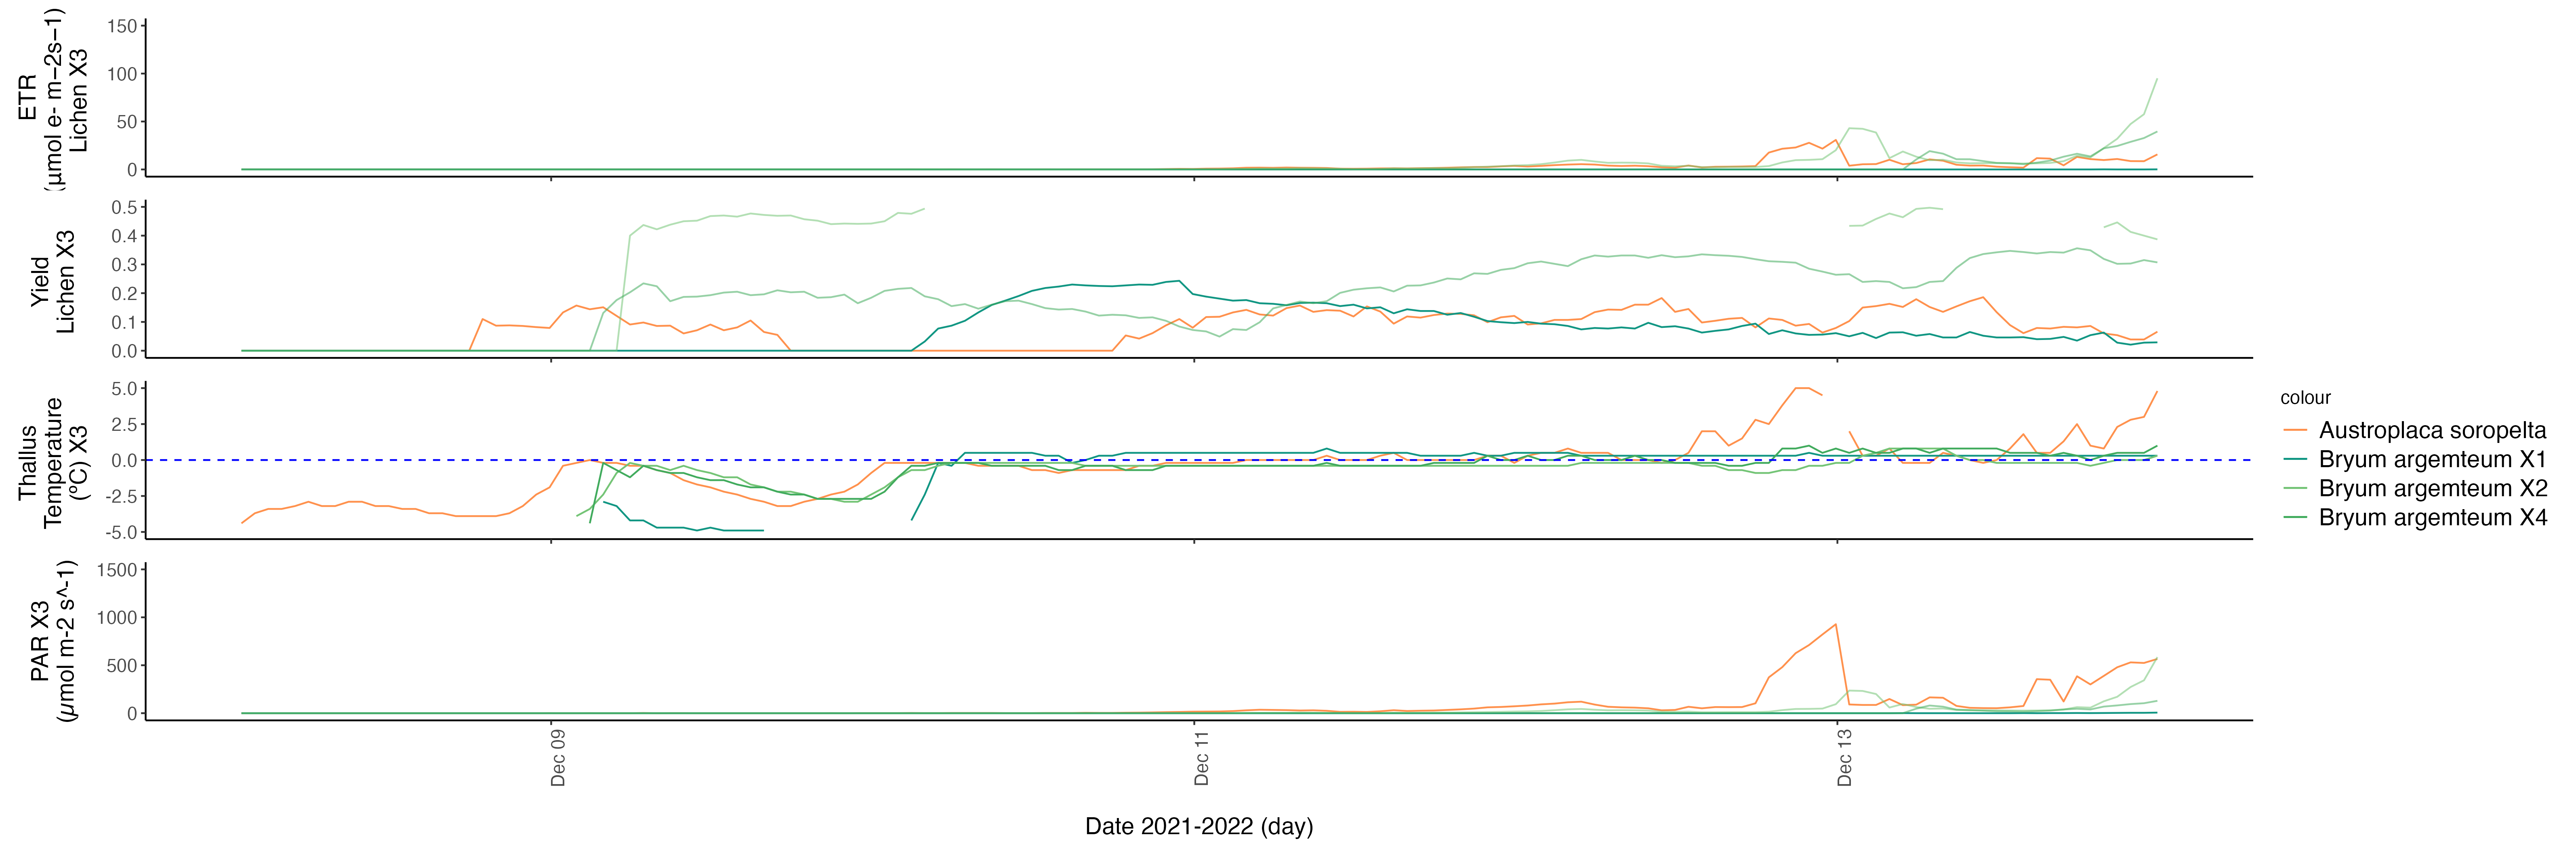 ETR
(µmol e- m−2s−1)
Lichen X3
150
100
50
0
Yield
Lichen X3
0.5
0.4
0.3
0.2
0.1
0.0
Thallus
Temperature
(ºC) X3
5.0
2.5
0.0
-2.5
-5.0
PAR X3
(µmol m-2 s^-1)
1500
1000
500
0
Dec 09
Dec 11
Dec 13
Date 2021-2022 (day)
colour
Austroplaca soropelta
Bryum argemteum X1
Bryum argemteum X2
Bryum argemteum X4